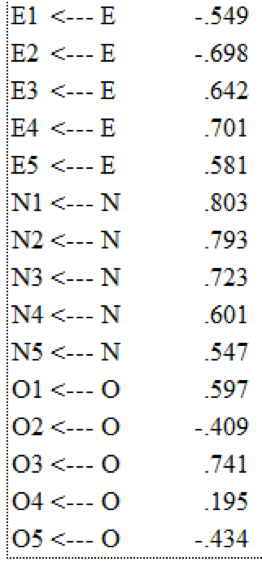 E1 <--- E -.549
E2 <--- E -.698
E3 <--- E .642
E4 <--- E .701
E5 <--- E .581
N1 <--- N .803
N2 <--- N .793
N3 <--- N .723
N4 <--- N .601
N5 <--- N .547
O1 <--- O .597
O2 <--- O -.409
O3 <--- O .741
O4 <--- O .195
O5 <--- O -.434